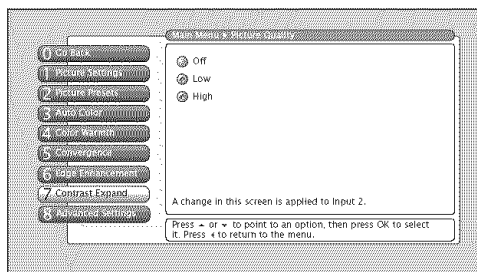 Main Menu ▸ Picture Quality
0 Go Back
1 Picture Settings
2 Picture Presets
3 Auto Color
4 Color Warmth
5 Convergence
6 Edge Enhancement
7 Contrast Expand
8 Advanced Settings
Off
Low
High
A change in this screen is applied to Input 2.
Press ▲ or ▼ to point to an option, then press OK to select
it. Press ◂ to return to the menu.